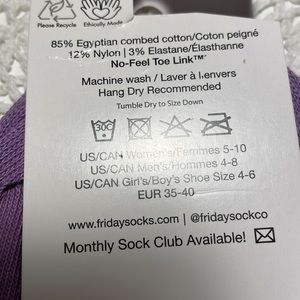 Please Recycle Ethically Made
85% Egyptian combed cotton/Coton peigné
12% Nylon | 3% Elastane/Élasthanne
No-Feel Toe Link™
Machine wash / Laver à l,envers
Hang Dry Recommended
Tumble Dry to Size Down
30C
US/CAN Women's/Femmes 5-10
US/CAN Men's/Hommes 4-8
US/CAN Girl's/Boy's Shoe Size 4-6
EUR 35-40
www.fridaysocks.com | @fridaysockco
Monthly Sock Club Available!